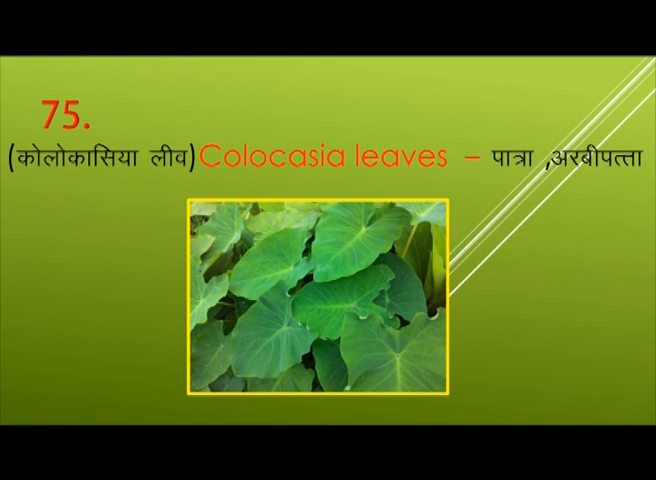 75.
(कोलोकासिया लीव)Colocasia leaves – पात्रा ,अरबीपत्ता